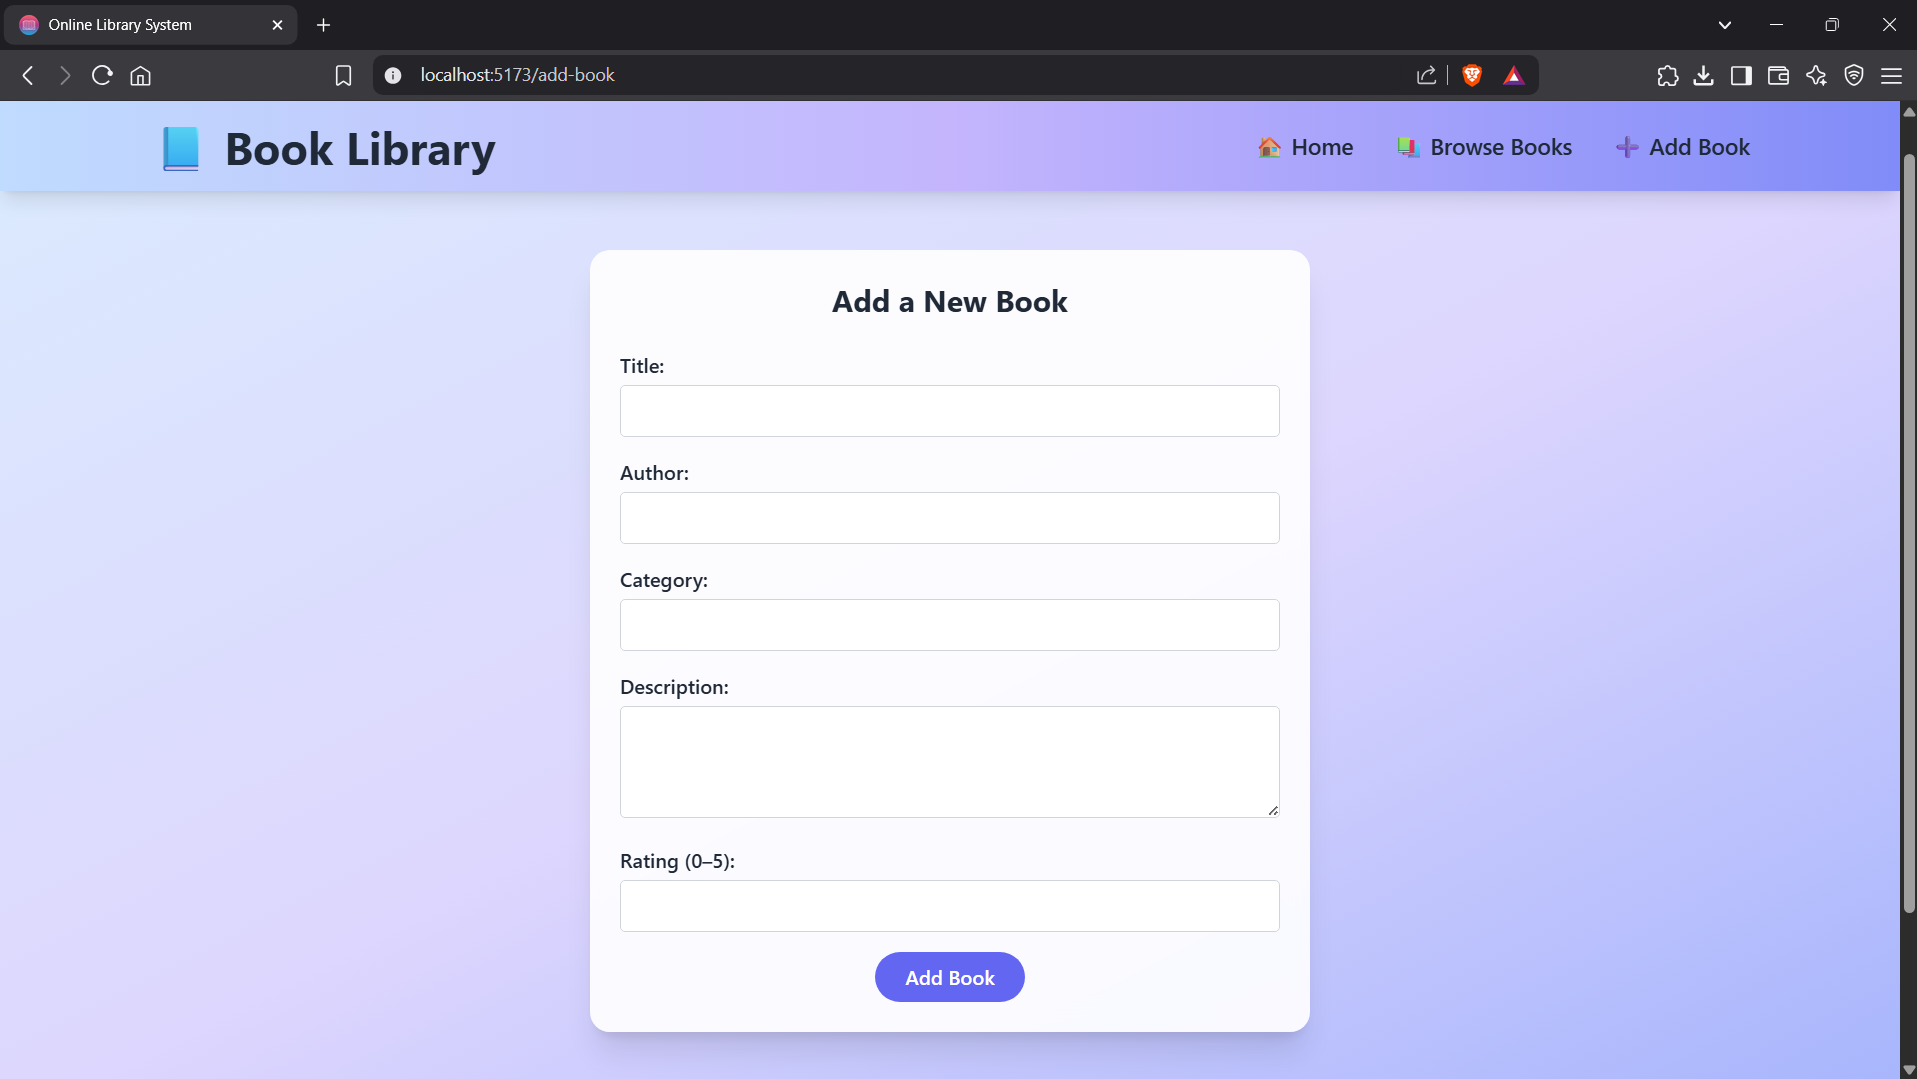 Online Library System
localhost:5173/add-book
Book Library
Home
Browse Books
Add Book
Add a New Book
Title:
Author:
Category:
Description:
Rating (0–5):
Add Book